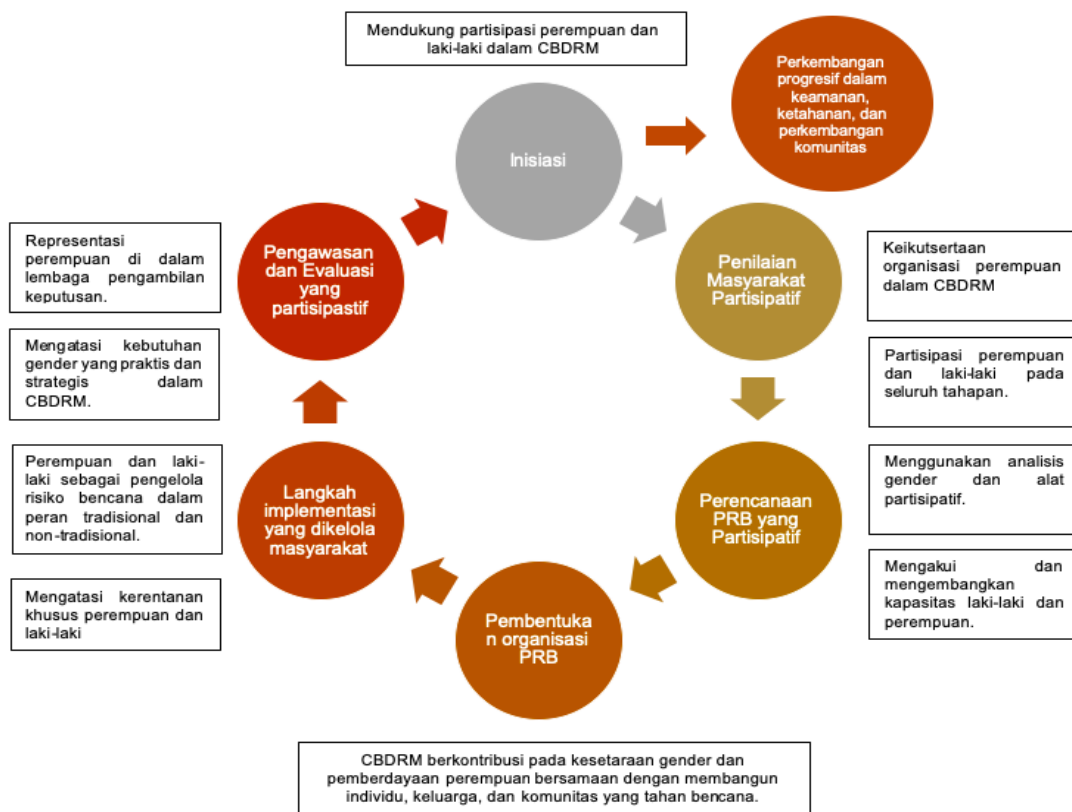 Mendukung partisipasi perempuan dan
laki-laki dalam CBDRM
Perkembangan
progresif dalam
keamanan,
ketahanan, dan
perkembangan
komunitas
Inisiasi
Penilaian
Masyarakat
Partisipatif
Perencanaan
PRB yang
Partisipatif
Pembentuka
n organisasi
PRB
Langkah
implementasi
yang dikelola
masyarakat
Pengawasan
dan Evaluasi
yang
partisipastif
Keikutsertaan
organisasi perempuan
dalam CBDRM
Partisipasi perempuan
dan laki-laki pada
seluruh tahapan.
Menggunakan analisis
gender dan alat
partisipatif.
Mengakui dan
mengembangkan
kapasitas laki-laki dan
perempuan.
Representasi
perempuan di dalam
lembaga pengambilan
keputusan.
Mengatasi kebutuhan
gender yang praktis dan
strategis dalam
CBDRM.
Perempuan dan laki-
laki sebagai pengelola
risiko bencana dalam
peran tradisional dan
non-tradisional.
Mengatasi kerentanan
khusus perempuan dan
laki-laki
CBDRM berkontribusi pada kesetaraan gender dan
pemberdayaan perempuan bersamaan dengan membangun
individu, keluarga, dan komunitas yang tahan bencana.